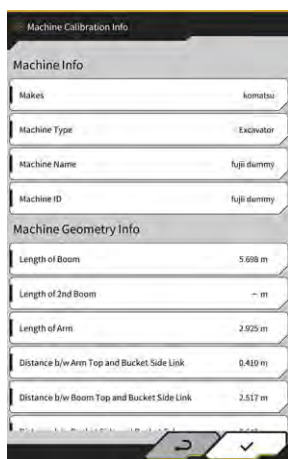 Machine Calibration Info
Machine Info
Makes komatsu
Machine Type Excavator
Machine Name fujii dummy
Machine ID fujii dummy
Machine Geometry Info
Length of Boom 5.698 m
Length of 2nd Boom - m
Length of Arm 2.925 m
Distance b/w Arm Top and Bucket Side Link 0.410 m
Distance b/w Boom Top and Bucket Side Link 2.517 m